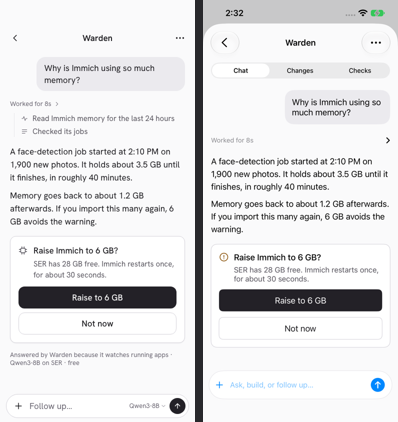 Warden
Why is Immich using so much
memory?
Worked for 8s
Read Immich memory for the last 24 hours
Checked its jobs
A face-detection job started at 2:10 PM on
1,900 new photos. It holds about 3.5 GB until
it finishes, in roughly 40 minutes.
Memory goes back to about 1.2 GB
afterwards. If you import this many again, 6
GB avoids the warning.
Raise Immich to 6 GB?
SER has 28 GB free. Immich restarts once,
for about 30 seconds.
Raise to 6 GB
Not now
Answered by Warden because it watches running apps ·
Qwen3-8B on SER · free
Follow up...
Qwen3-8B
2:32
Warden
Chat
Changes
Checks
Why is Immich using so
much memory?
Worked for 8s
A face-detection job started at 2:10 PM on
1,900 new photos. It holds about 3.5 GB until
it finishes, in roughly 40 minutes.
Memory goes back to about 1.2 GB afterwards.
If you import this many again, 6 GB avoids the
warning.
Raise Immich to 6 GB?
SER has 28 GB free. Immich restarts once,
for about 30 seconds.
Raise to 6 GB
Not now
Ask, build, or follow up...